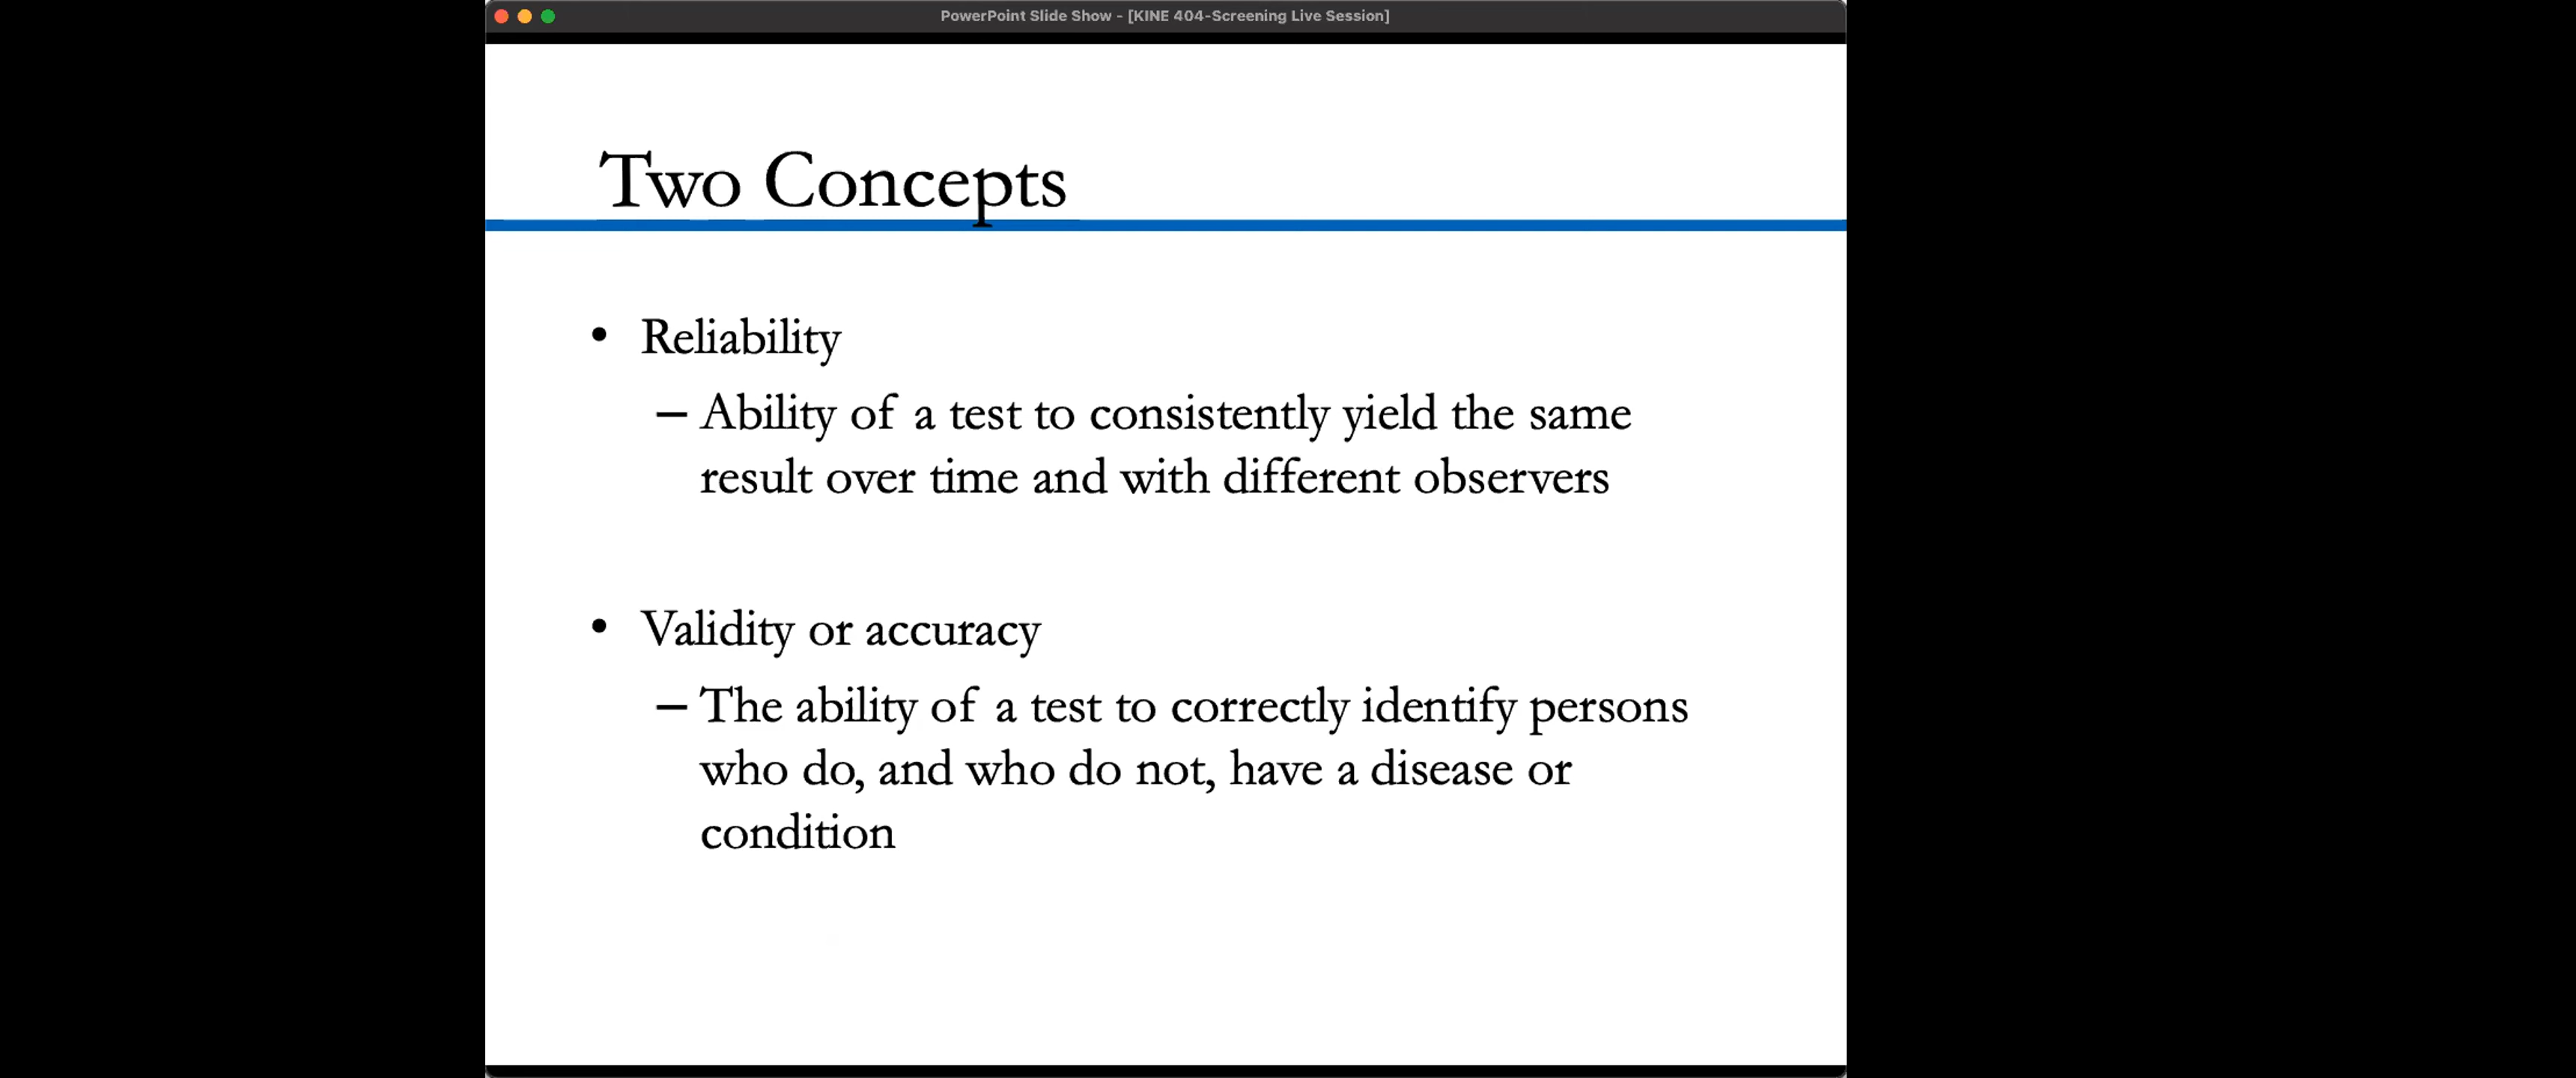 PowerPoint Slide Show - [KINE 404-Screening Live Session]
Two Concepts
• Reliability
– Ability of a test to consistently yield the same
result over time and with different observers
• Validity or accuracy
– The ability of a test to correctly identify persons
who do, and who do not, have a disease or
condition